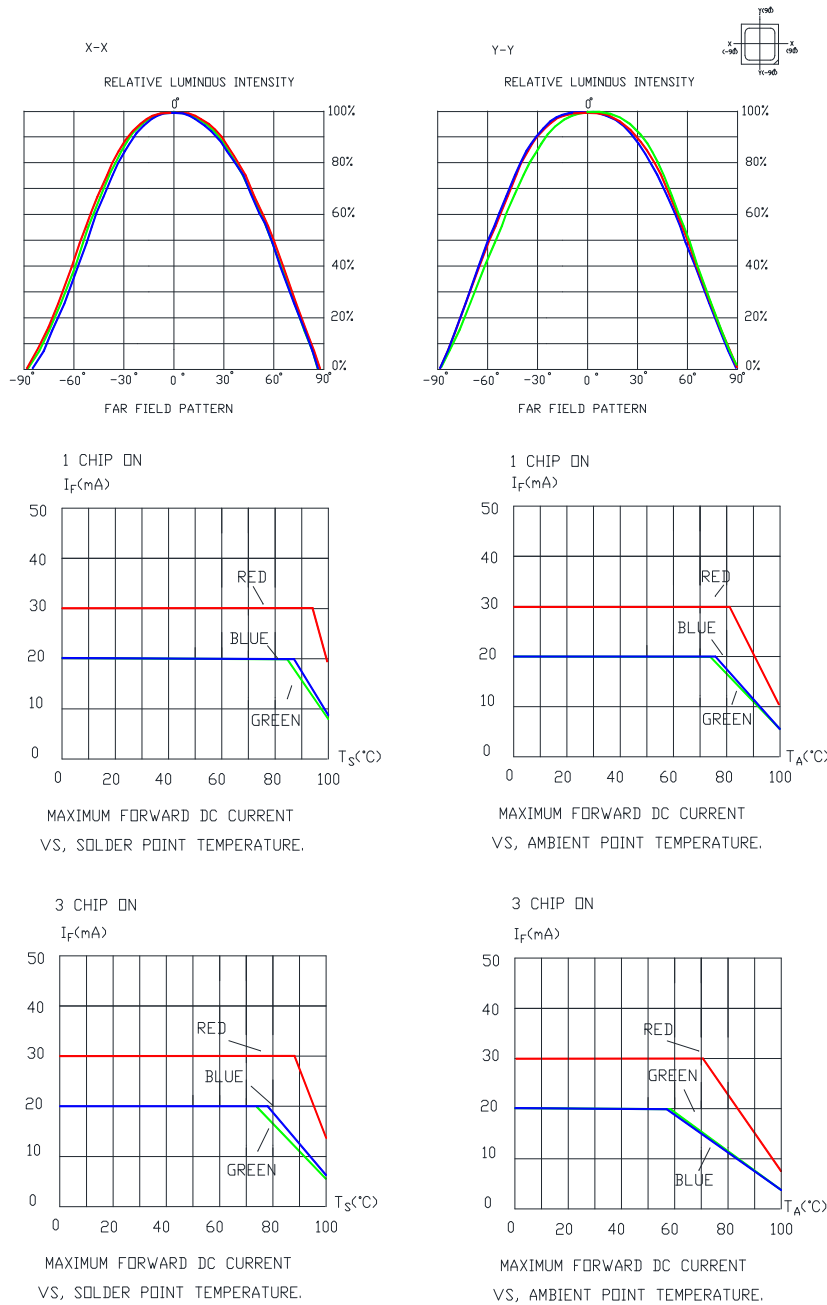 Y(90)
X-X
Y-Y
X
X
(-90)
(90)
Y(-90)
RELATIVE LUMINOUS INTENSITY
RELATIVE LUMINOUS INTENSITY
0°
0°
100%
80%
60%
40%
20%
0%
100%
80%
60%
40%
20%
0%
-90° -60° -30° 0° 30° 60° 90°
-90° -60° -30° 0° 30° 60° 90°
FAR FIELD PATTERN
FAR FIELD PATTERN
1 CHIP ON
IF(mA)
50
40
30
20
10
0
RED
BLUE
GREEN
TS(°C)
0 20 40 60 80 100
MAXIMUM FORWARD DC CURRENT
VS, SOLDER POINT TEMPERATURE.
1 CHIP ON
IF(mA)
50
40
30
20
10
0
RED
BLUE
GREEN
TA(°C)
0 20 40 60 80 100
MAXIMUM FORWARD DC CURRENT
VS, AMBIENT POINT TEMPERATURE.
3 CHIP ON
IF(mA)
50
40
30
20
10
0
RED
BLUE
GREEN
TS(°C)
0 20 40 60 80 100
MAXIMUM FORWARD DC CURRENT
VS, SOLDER POINT TEMPERATURE.
3 CHIP ON
IF(mA)
50
40
30
20
10
0
RED
GREEN
BLUE
TA(°C)
0 20 40 60 80 100
MAXIMUM FORWARD DC CURRENT
VS, AMBIENT POINT TEMPERATURE.